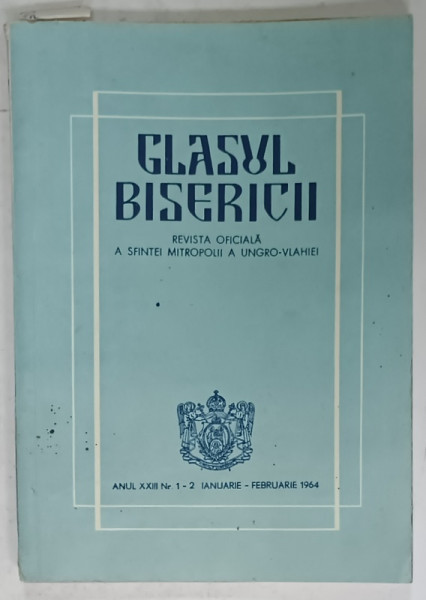 GLASUL
BISERICII
REVISTA OFICIALĂ
A SFINTEI MITROPOLII A UNGRO-VLAHIEI
ANUL XXIII Nr. 1 - 2 IANUARIE - FEBRUARIE 1964